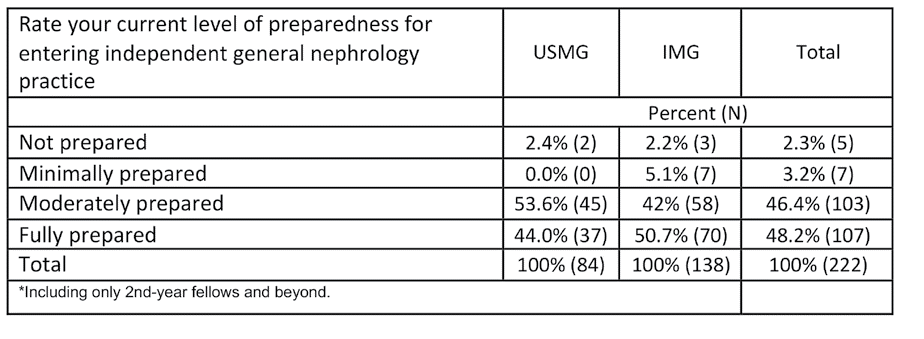 Rate your current level of preparedness for
entering independent general nephrology
practice
USMG
IMG
Total
Percent (N)
Not prepared 2.4% (2) 2.2% (3) 2.3% (5)
Minimally prepared 0.0% (0) 5.1% (7) 3.2% (7)
Moderately prepared 53.6% (45) 42% (58) 46.4% (103)
Fully prepared 44.0% (37) 50.7% (70) 48.2% (107)
Total 100% (84) 100% (138) 100% (222)
*Including only 2nd-year fellows and beyond.